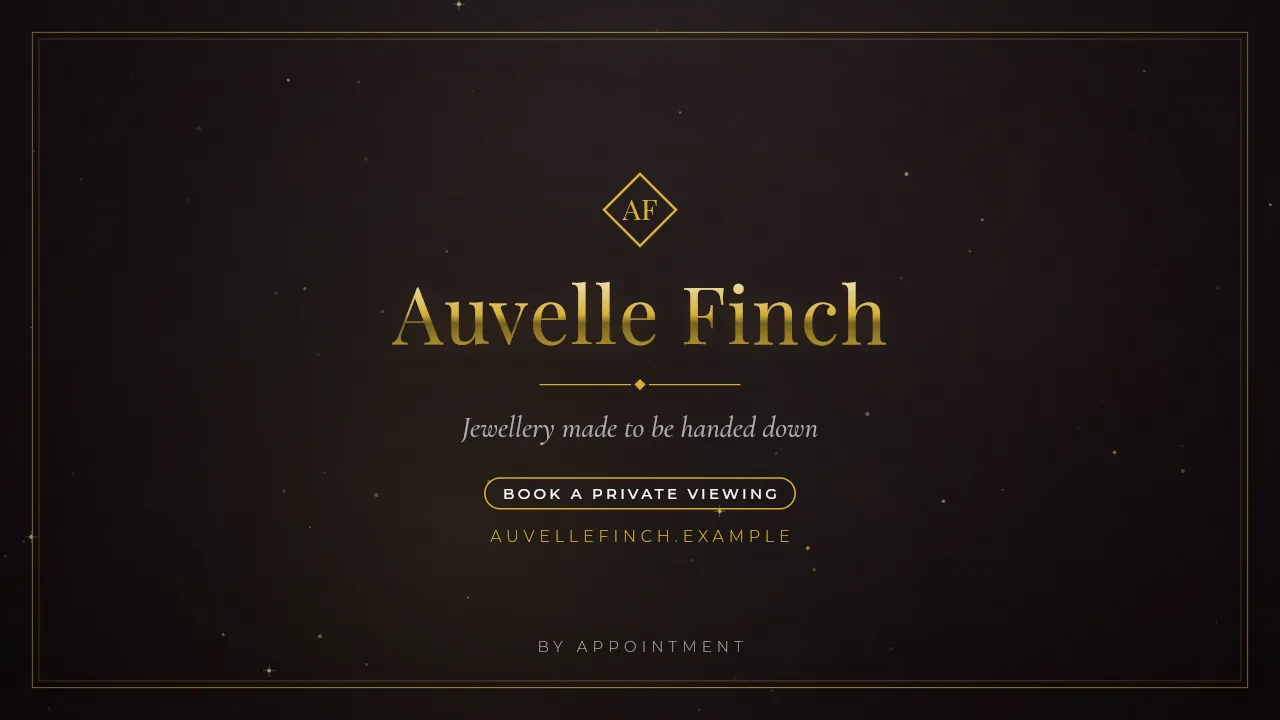 AF
Auvelle Finch
Jewellery made to be handed down
BOOK A PRIVATE VIEWING
AUVELLEFINCH.EXAMPLE
BY APPOINTMENT